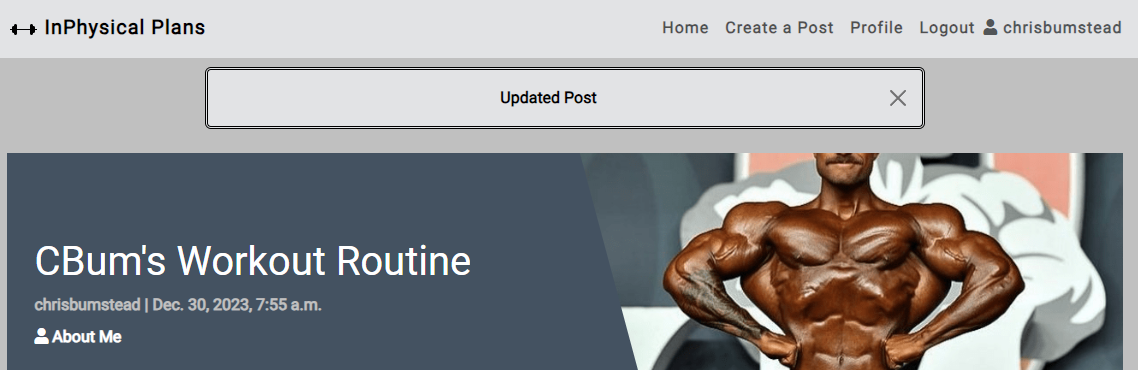 InPhysical Plans
Home Create a Post Profile Logout chrisbumstead
Updated Post
CBum's Workout Routine
chrisbumstead | Dec. 30, 2023, 7:55 a.m.
About Me